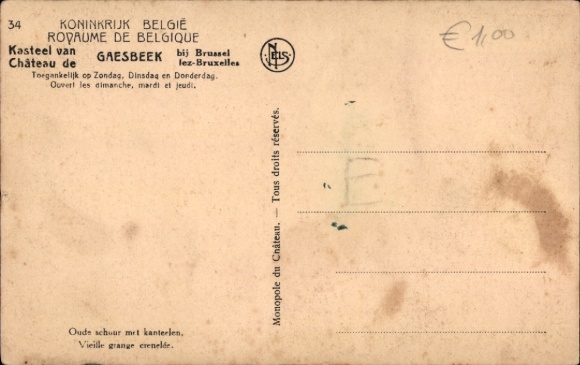 34 KONINKRIJK BELGIË
ROYAUME DE BELGIQUE
Kasteel van GAESBEEK bij Brussel
Château de lez-Bruxelles
Toegankelijk op Zondag, Dinsdag en Donderdag.
Ouvert les dimanche, mardi et jeudi.
NELS
€ 1,00
Monopole du Château. — Tous droits réservés.
E
Oude schuur met kanteelen.
Vieille grange crenelée.